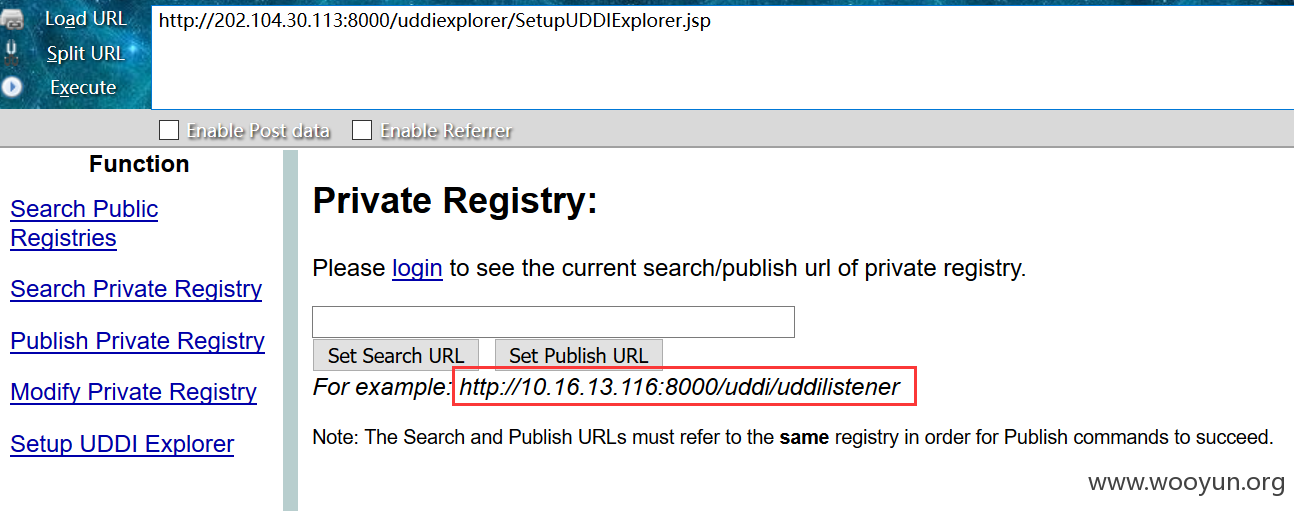 Load URL
http://202.104.30.113:8000/uddiexplorer/SetupUDDIExplorer.jsp
Split URL
Execute
Enable Post data Enable Referrer
Function
Search Public
Registries
Search Private Registry
Publish Private Registry
Modify Private Registry
Setup UDDI Explorer
Private Registry:
Please login to see the current search/publish url of private registry.
Set Search URL Set Publish URL
For example: http://10.16.13.116:8000/uddi/uddilistener
Note: The Search and Publish URLs must refer to the same registry in order for Publish commands to succeed.
www.wooyun.org